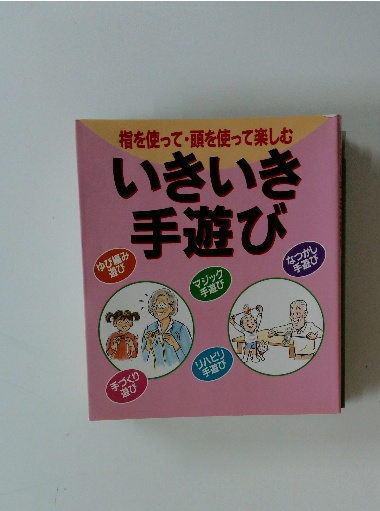 指を使って・頭を使って楽しむ
いきいき
手遊び
ゆび編み
遊び
マジック
手遊び
なつかし
手遊び
手づくり
遊び
リハビリ
手遊び